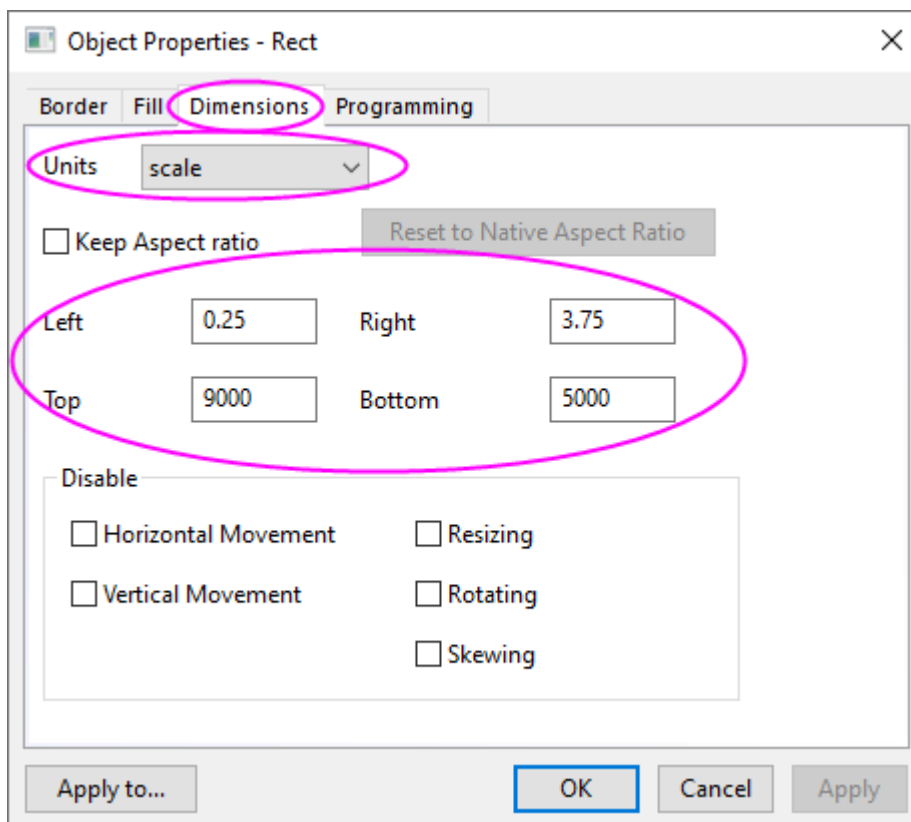 Object Properties - Rect
Border Fill Dimensions Programming
Units scale
Keep Aspect ratio Reset to Native Aspect Ratio
Left 0.25 Right 3.75
Top 9000 Bottom 5000
Disable
Horizontal Movement Resizing
Vertical Movement Rotating
Skewing
Apply to... OK Cancel Apply